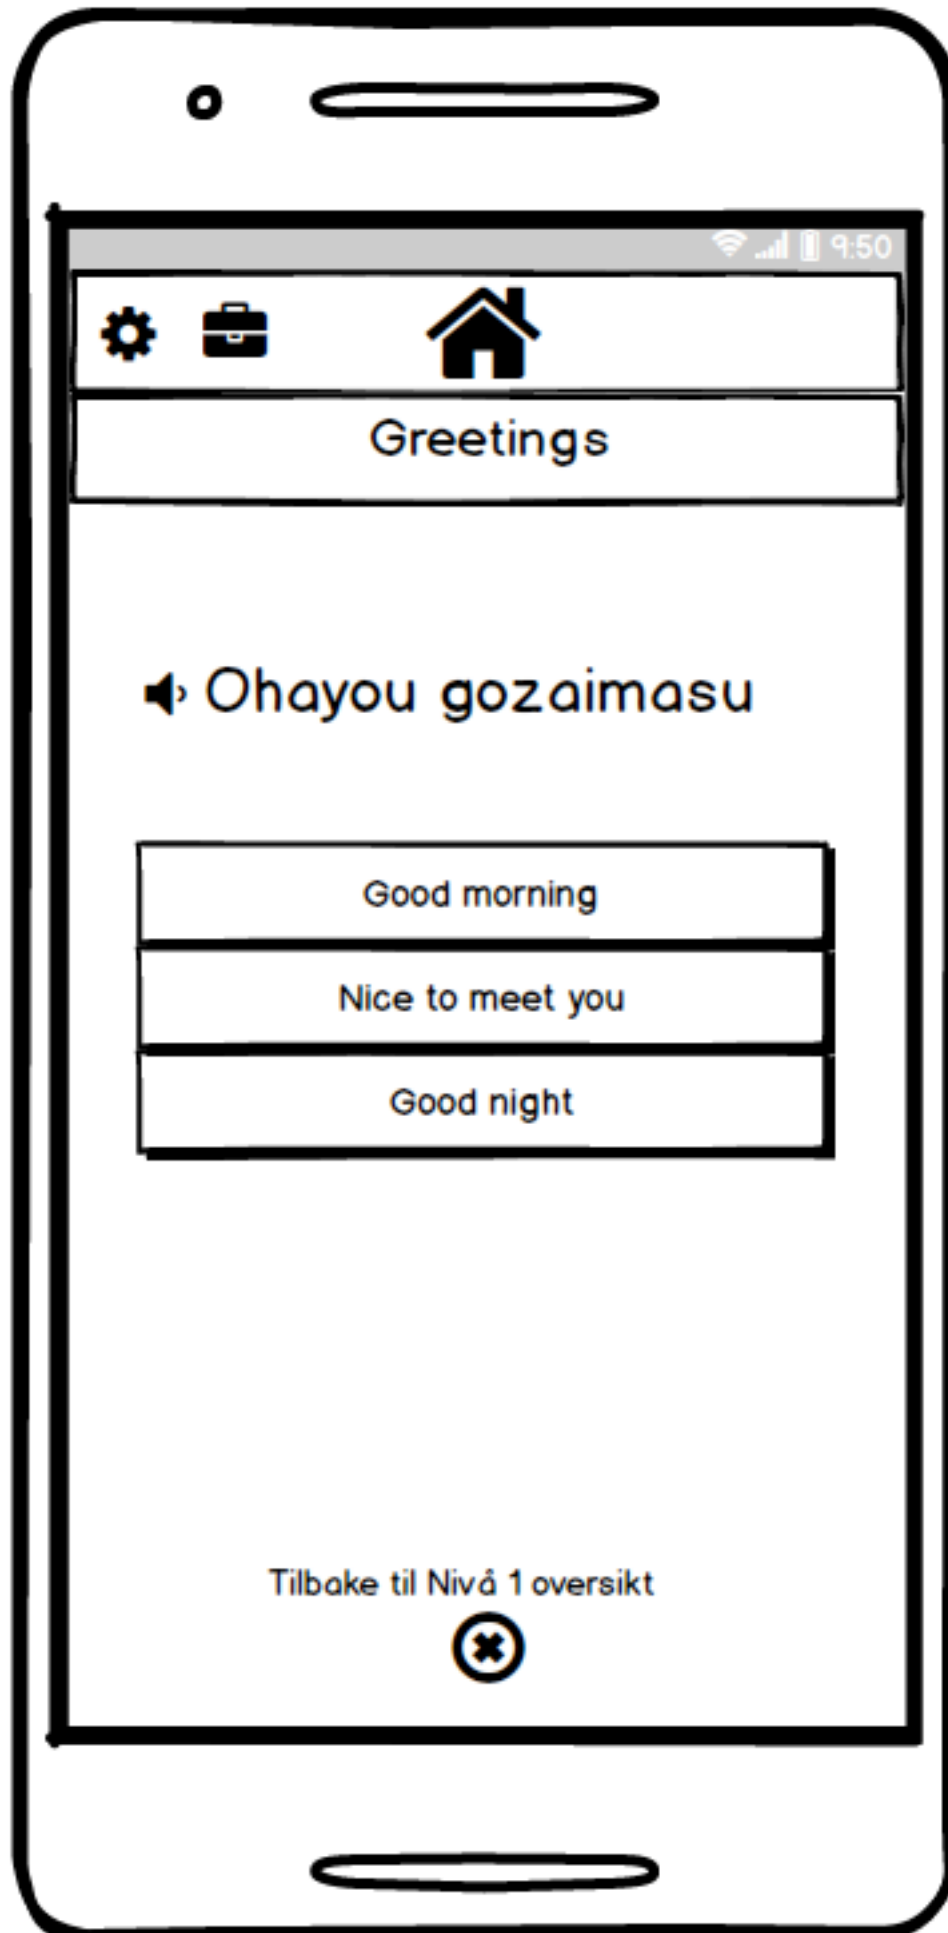 9:50
Greetings
Ohayou gozaimasu
Good morning
Nice to meet you
Good night
Tilbake til Nivå 1 oversikt